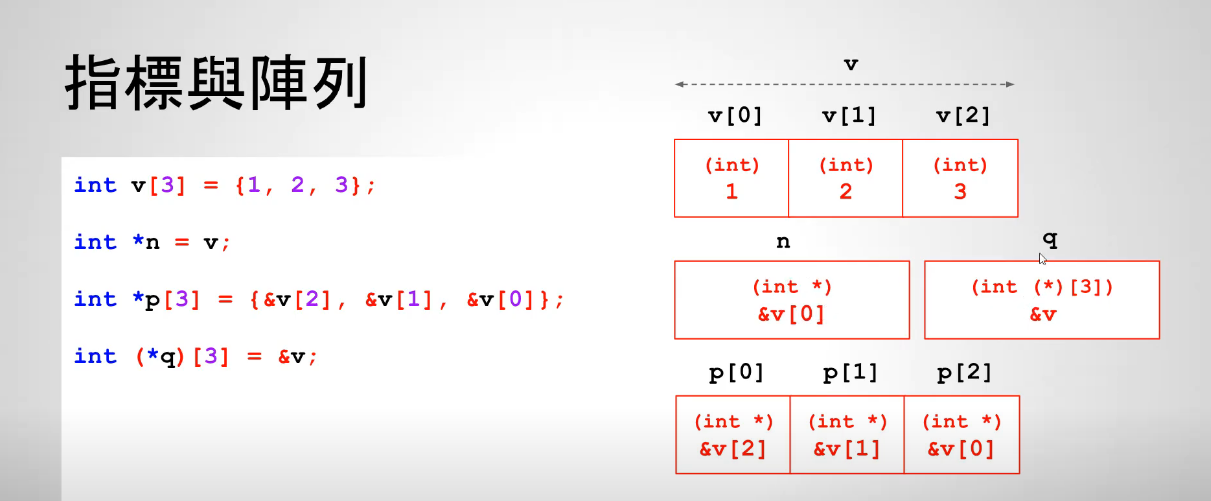 指標與陣列
int v[3] = {1, 2, 3};
int *n = v;
int *p[3] = {&v[2], &v[1], &v[0]};
int (*q)[3] = &v;
v
v[0] v[1] v[2]
(int) (int) (int)
1 2 3
n q
(int *) (int (*)[3])
&v[0] &v
p[0] p[1] p[2]
(int *) (int *) (int *)
&v[2] &v[1] &v[0]